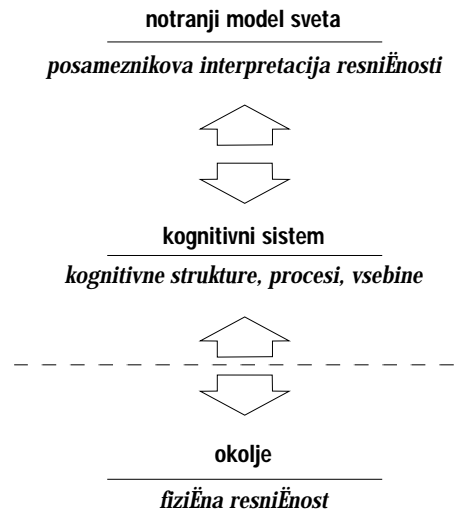 notranji model sveta
posameznikova interpretacija resniËnosti
kognitivni sistem
kognitivne strukture, procesi, vsebine
okolje
fiziËna resniËnost